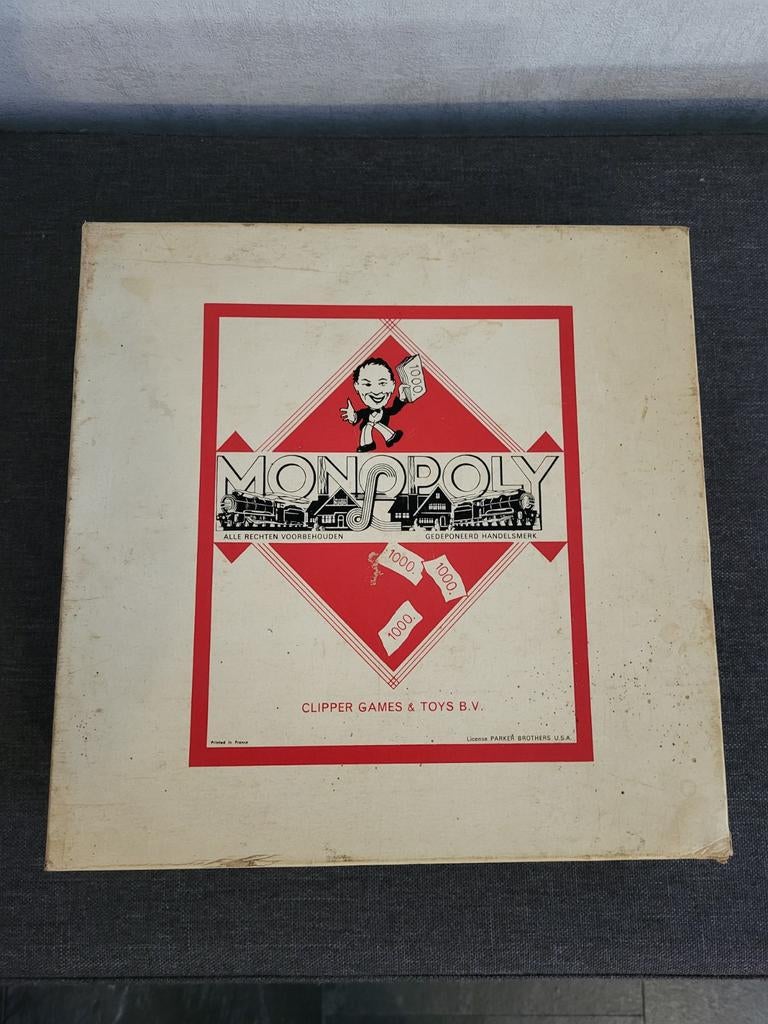 1000.
MONOPOLY
ALLE RECHTEN VOORBEHOUDEN
GEDEPONEERD HANDELSMERK
1000.
1000.
1000.
CLIPPER GAMES & TOYS B.V.
Printed in France
License PARKER BROTHERS U.S.A.